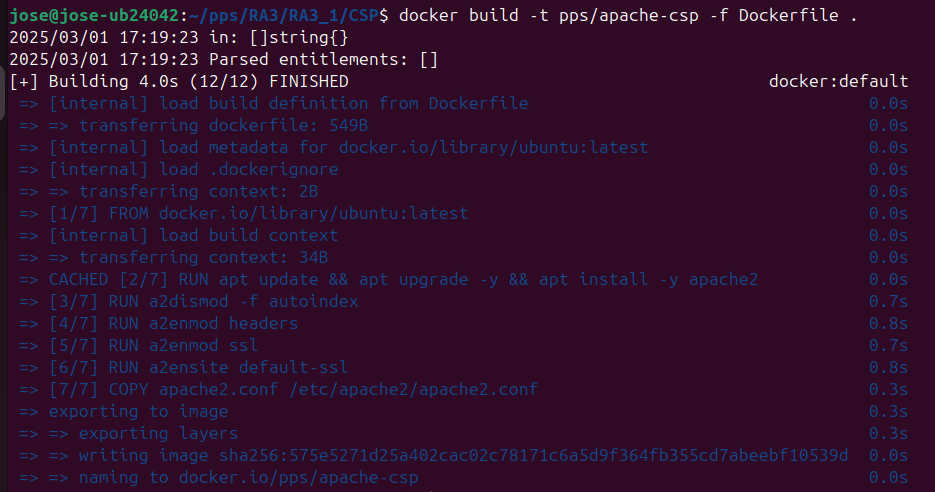 jose@jose-ub24042:~/pps/RA3/RA3_1/CSP$ docker build -t pps/apache-csp -f Dockerfile .
2025/03/01 17:19:23 in: []string{}
2025/03/01 17:19:23 Parsed entitlements: []
[+] Building 4.0s (12/12) FINISHED docker:default
=> [internal] load build definition from Dockerfile 0.0s
=> => transferring dockerfile: 549B 0.0s
=> [internal] load metadata for docker.io/library/ubuntu:latest 0.0s
=> [internal] load .dockerignore 0.0s
=> => transferring context: 2B 0.0s
=> [1/7] FROM docker.io/library/ubuntu:latest 0.0s
=> [internal] load build context 0.0s
=> => transferring context: 34B 0.0s
=> CACHED [2/7] RUN apt update && apt upgrade -y && apt install -y apache2 0.0s
=> [3/7] RUN a2dismod -f autoindex 0.7s
=> [4/7] RUN a2enmod headers 0.8s
=> [5/7] RUN a2enmod ssl 0.7s
=> [6/7] RUN a2ensite default-ssl 0.8s
=> [7/7] COPY apache2.conf /etc/apache2/apache2.conf 0.3s
=> exporting to image 0.3s
=> => exporting layers 0.3s
=> => writing image sha256:575e5271d25a402cac02c78171c6a5d9f364fb355cd7abeebf10539d 0.0s
=> => naming to docker.io/pps/apache-csp 0.0s